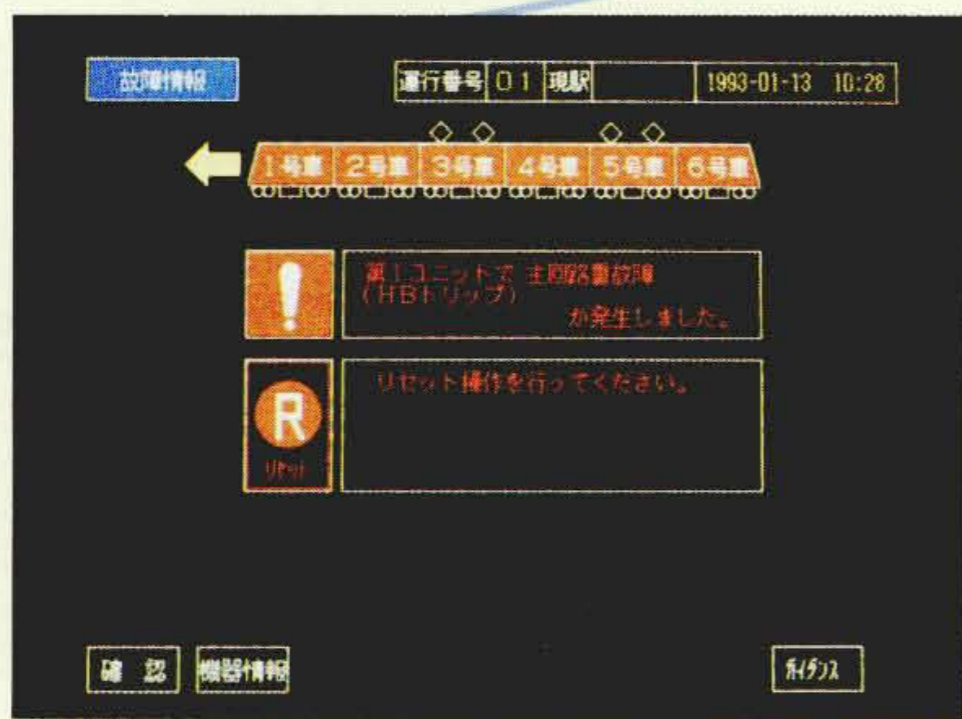 故障情報
運行番号 01 現駅 1993-01-13 10:28
1号車 2号車 3号車 4号車 5号車 6号車
第1ユニットで 主回路重故障
(HBトリップ)
が発生しました。
リセット操作を行ってください。
R
リセット
確認 機器情報 ガイダンス